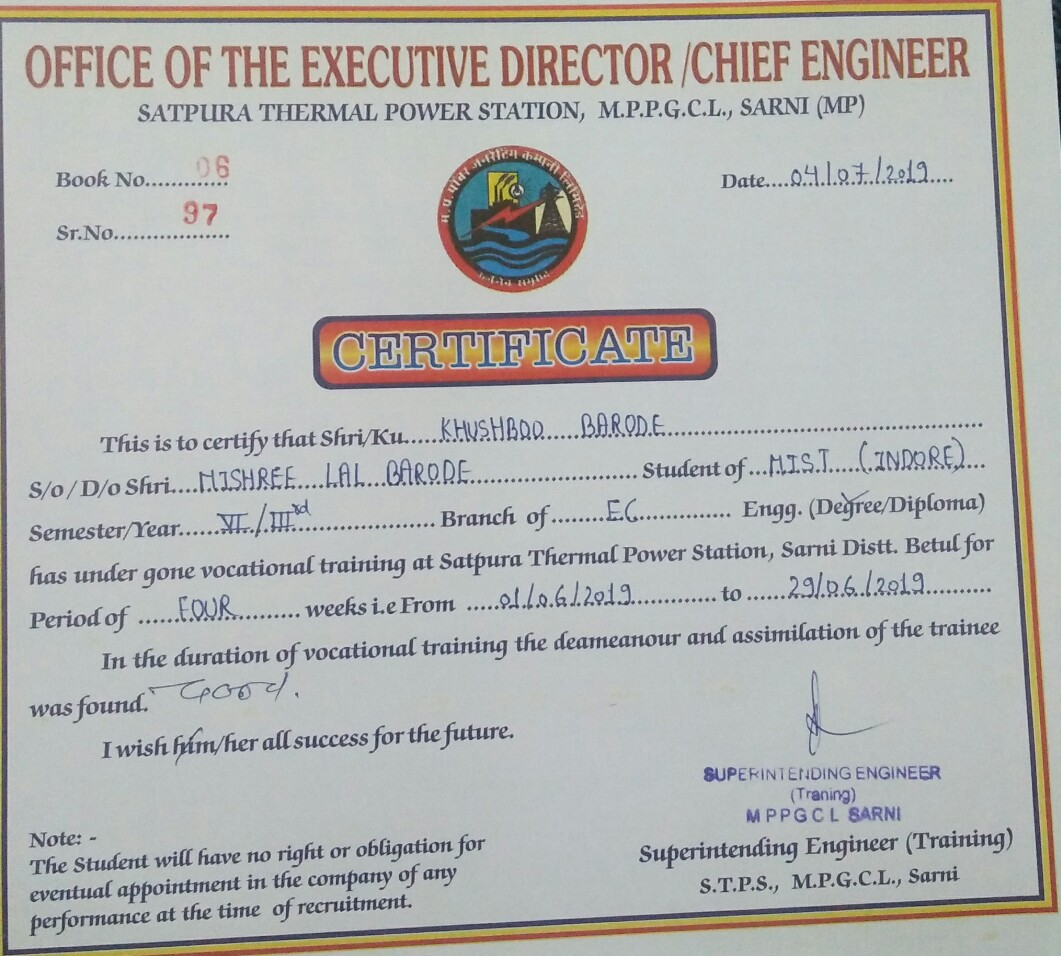 OFFICE OF THE EXECUTIVE DIRECTOR /CHIEF ENGINEER
SATPURA THERMAL POWER STATION, M.P.P.G.C.L., SARNI (MP)
Book No.............. 06
Date....04/07/2019....
Sr.No.................. 97
म. प्र. पॉवर जनरेटिंग कम्पनी लिमिटेड
CERTIFICATE
This is to certify that Shri/Ku.....KHUSHBOO.....BARODE................................................
S/o / D/o Shri....MISHREE...LAL..BARODE......................... Student of...M.I.S.T....(INDORE)...
Semester/Year.......VI./.IIIrd.................... Branch of........E.C.............. Engg. (Degree/Diploma)
has under gone vocational training at Satpura Thermal Power Station, Sarni Distt. Betul for
Period of ......FOUR.......... weeks i.e From .....01/06/2019............ to ......29/06/2019..........
In the duration of vocational training the deameanour and assimilation of the trainee
was found. Good.
I wish him/her all success for the future.
SUPERINTENDING ENGINEER
(Traning)
M P P G C L SARNI
Superintending Engineer (Training)
S.T.P.S., M.P.G.C.L., Sarni
Note: -
The Student will have no right or obligation for
eventual appointment in the company of any
performance at the time of recruitment.